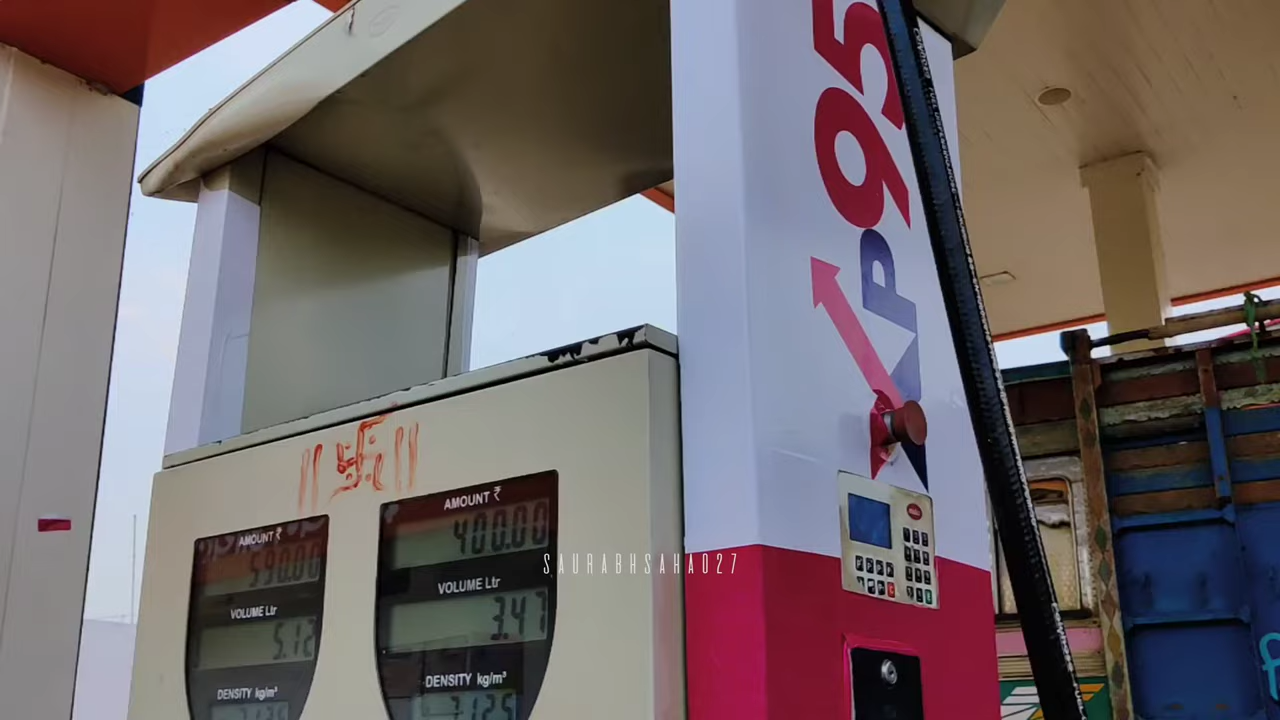 XP95
AMOUNT ₹
590.00
VOLUME Ltr
5.12
DENSITY kg/m³
AMOUNT ₹
400.00
VOLUME Ltr
3.47
DENSITY kg/m³
SAURABHSAHA027